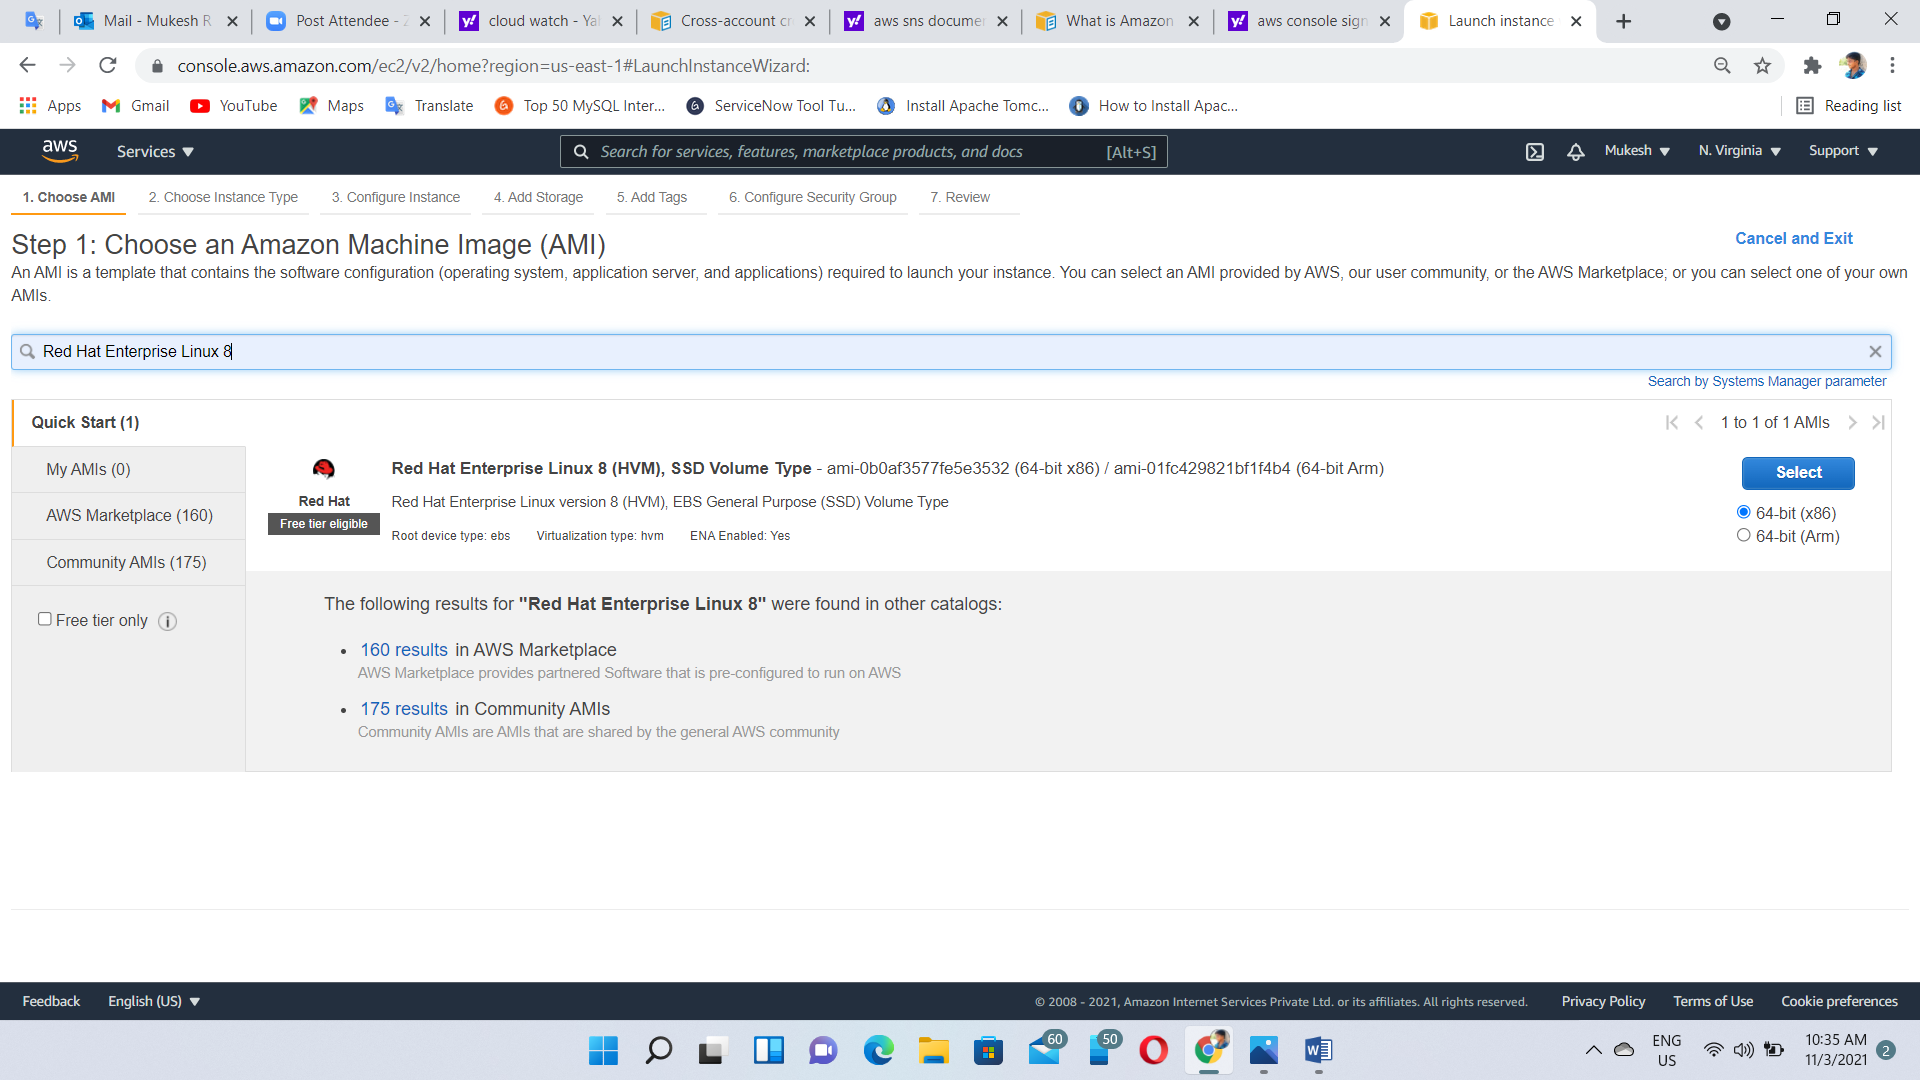 Mail - Mukesh R
Post Attendee - Z
cloud watch - Yah
Cross-account cr
aws sns documen
What is Amazon
aws console sign
Launch instance
console.aws.amazon.com/ec2/v2/home?region=us-east-1#LaunchInstanceWizard:
Apps
Gmail
YouTube
Maps
Translate
Top 50 MySQL Inter...
ServiceNow Tool Tu...
Install Apache Tomc...
How to Install Apac...
Reading list
aws
Services
Search for services, features, marketplace products, and docs
[Alt+S]
Mukesh
N. Virginia
Support
1. Choose AMI
2. Choose Instance Type
3. Configure Instance
4. Add Storage
5. Add Tags
6. Configure Security Group
7. Review
Step 1: Choose an Amazon Machine Image (AMI)
Cancel and Exit
An AMI is a template that contains the software configuration (operating system, application server, and applications) required to launch your instance. You can select an AMI provided by AWS, our user community, or the AWS Marketplace; or you can select one of your own
AMIs.
Red Hat Enterprise Linux 8
Search by Systems Manager parameter
Quick Start (1)
1 to 1 of 1 AMIs
My AMIs (0)
AWS Marketplace (160)
Community AMIs (175)
Free tier only
Red Hat
Free tier eligible
Red Hat Enterprise Linux 8 (HVM), SSD Volume Type - ami-0b0af3577fe5e3532 (64-bit x86) / ami-01fc429821bf1f4b4 (64-bit Arm)
Red Hat Enterprise Linux version 8 (HVM), EBS General Purpose (SSD) Volume Type
Root device type: ebs
Virtualization type: hvm
ENA Enabled: Yes
Select
64-bit (x86)
64-bit (Arm)
The following results for "Red Hat Enterprise Linux 8" were found in other catalogs:
160 results in AWS Marketplace
AWS Marketplace provides partnered Software that is pre-configured to run on AWS
175 results in Community AMIs
Community AMIs are AMIs that are shared by the general AWS community
Feedback
English (US)
© 2008 - 2021, Amazon Internet Services Private Ltd. or its affiliates. All rights reserved.
Privacy Policy
Terms of Use
Cookie preferences
60
50
ENG
US
10:35 AM
11/3/2021
2